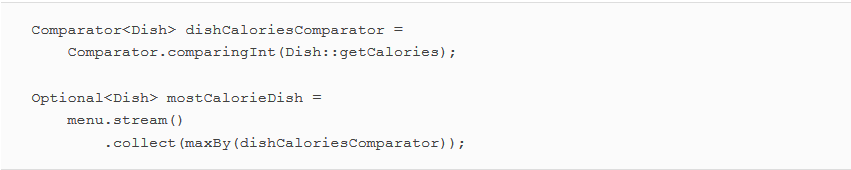 Comparator<Dish> dishCaloriesComparator =
    Comparator.comparingInt(Dish::getCalories);

Optional<Dish> mostCalorieDish =
    menu.stream()
        .collect(maxBy(dishCaloriesComparator));